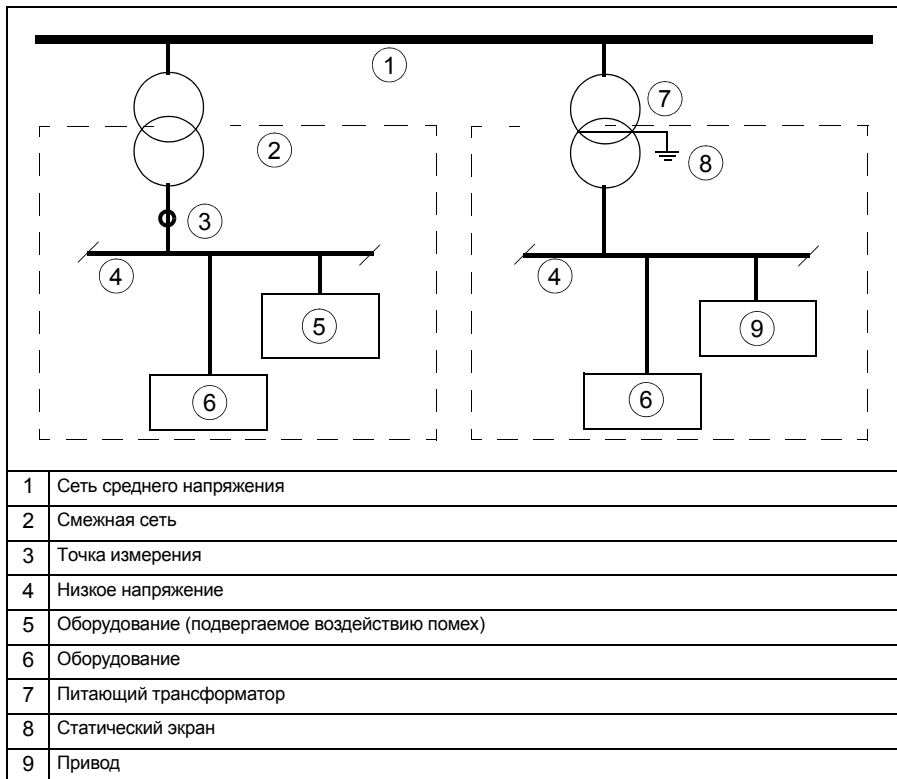 1
7
2
8
3
4
4
5
9
6
6
1 Сеть среднего напряжения
2 Смежная сеть
3 Точка измерения
4 Низкое напряжение
5 Оборудование (подвергаемое воздействию помех)
6 Оборудование
7 Питающий трансформатор
8 Статический экран
9 Привод